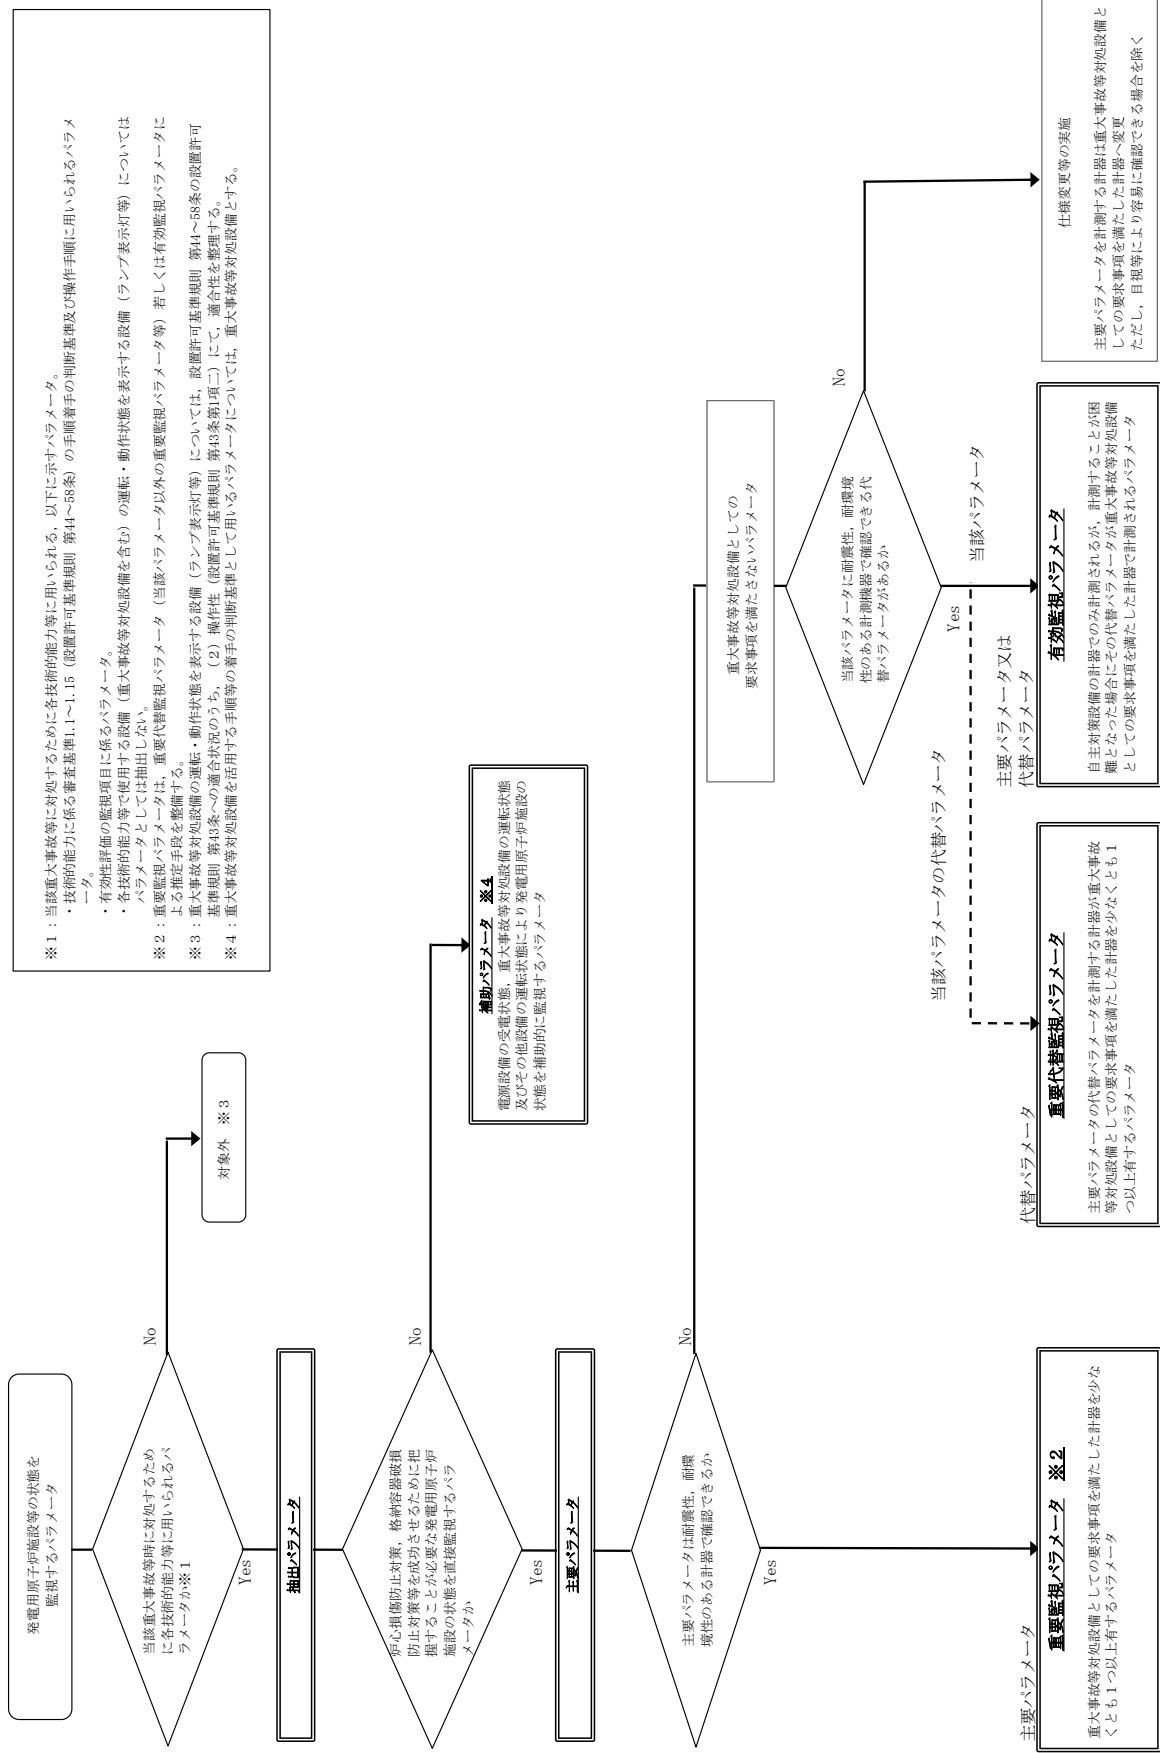 発電用原子炉施設等の状態を
監視するパラメータ
当該重大事故等時に対処するため
に各技術的能力等に用いられるパ
ラメータか※１
No
対象外　※３
Yes
抽出パラメータ
炉心損傷防止対策，格納容器破損
防止対策等を成功させるために把
握することが必要な発電用原子炉
施設の状態を直接監視するパラ
メータか
No
補助パラメータ　※４
電源設備の受電状態，重大事故等対処設備の運転状態
及びその他設備の運転状態により発電用原子炉施設の
状態を補助的に監視するパラメータ
Yes
主要パラメータ
主要パラメータは耐震性，耐環
境性のある計器で確認できるか
No
重大事故等対処設備としての
要求事項を満たさないパラメータ
当該パラメータに耐震性，耐環境
性のある計測機器で確認できる代
替パラメータがあるか
No
Yes
Yes
当該パラメータ
当該パラメータの代替パラメータ
主要パラメータ又は
代替パラメータ
主要パラメータ
重要監視パラメータ　※２
重大事故等対処設備としての要求事項を満たした計器を少な
くとも１つ以上有するパラメータ
代替パラメータ
重要代替監視パラメータ
主要パラメータの代替パラメータを計測する計器が重大事故
等対処設備としての要求事項を満たした計器を少なくとも１
つ以上有するパラメータ
有効監視パラメータ
自主対策設備の計器でのみ計測されるが，計測することが困
難となった場合にその代替パラメータが重大事故等対処設備
としての要求事項を満たした計器で計測されるパラメータ
仕様変更等の実施
主要パラメータを計測する計器は重大事故等対処設備と
しての要求事項を満たした計器へ変更
ただし，目視等により容易に確認できる場合を除く
※１：当該重大事故等に対処するために各技術的能力等に用いられる，以下に示すパラメータ。
・技術的能力に係る審査基準1.1～1.15（設置許可基準規則 第44～58条）の手順着手の判断基準及び操作手順に用いられるパラメ
ータ。
・有効性評価の監視項目に係るパラメータ。
・各技術的能力等で使用する設備（重大事故等対処設備を含む）の運転・動作状態を表示する設備（ランプ表示灯等）については
パラメータとしては抽出しない。
※２：重要監視パラメータは，重要代替監視パラメータ（当該パラメータ以外の重要監視パラメータ等）若しくは有効監視パラメータに
よる推定手段を整備する。
※３：重大事故等対処設備の運転・動作状態を表示する設備（ランプ表示灯等）については，設置許可基準規則 第44～58条の設置許可
基準規則 第43条への適合状況のうち，（２）操作性（設置許可基準規則 第43条第1項二）にて，適合性を整理する。
※４：重大事故等対処設備を活用する手順等の着手の判断基準として用いるパラメータについては，重大事故等対処設備とする。